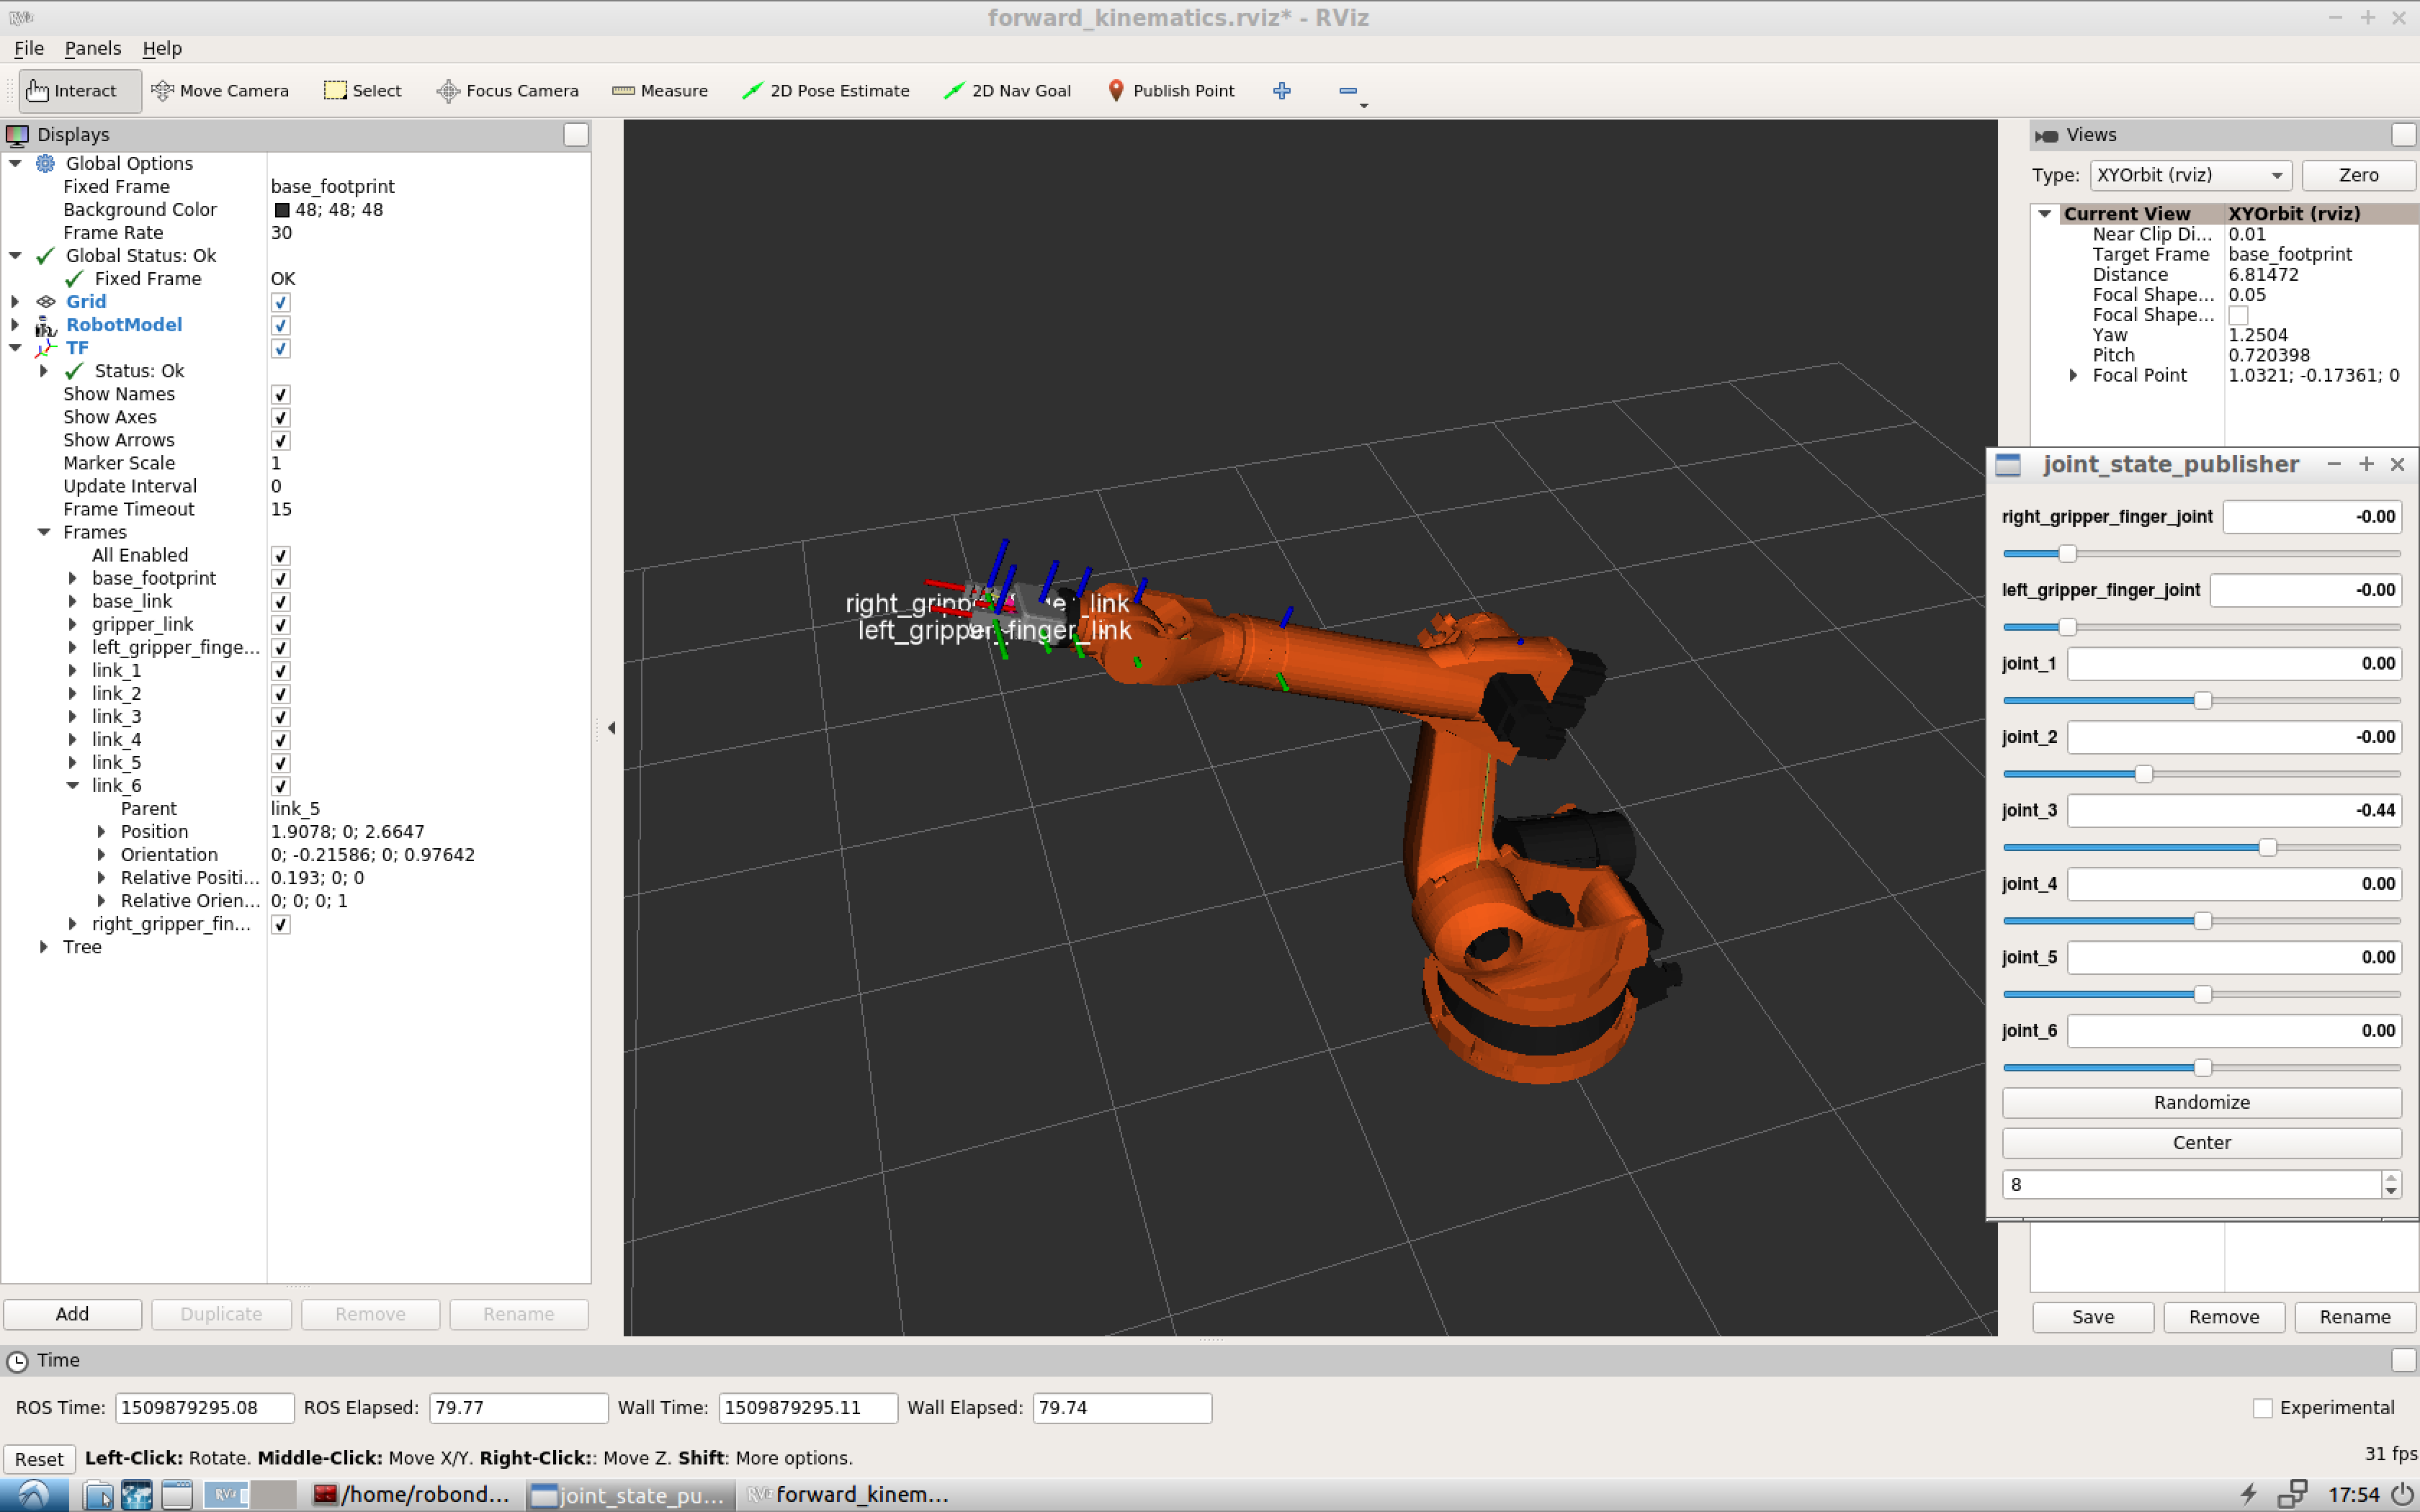 forward_kinematics.rviz* - RViz
File Panels Help
Interact Move Camera Select Focus Camera Measure 2D Pose Estimate 2D Nav Goal Publish Point
Displays
Global Options
Fixed Frame base_footprint
Background Color 48; 48; 48
Frame Rate 30
Global Status: Ok
Fixed Frame OK
Grid
RobotModel
TF
Status: Ok
Show Names
Show Axes
Show Arrows
Marker Scale 1
Update Interval 0
Frame Timeout 15
Frames
All Enabled
base_footprint
base_link
gripper_link
left_gripper_finge...
link_1
link_2
link_3
link_4
link_5
link_6
Parent link_5
Position 1.9078; 0; 2.6647
Orientation 0; -0.21586; 0; 0.97642
Relative Positi... 0.193; 0; 0
Relative Orien... 0; 0; 0; 1
right_gripper_fin...
Tree
Add Duplicate Remove Rename
left_gripper_finger_link
Views
Type: XYOrbit (rviz) Zero
Current View XYOrbit (rviz)
Near Clip Di... 0.01
Target Frame base_footprint
Distance 6.81472
Focal Shape... 0.05
Focal Shape...
Yaw 1.2504
Pitch 0.720398
Focal Point 1.0321; -0.17361; 0
joint_state_publisher
right_gripper_finger_joint -0.00
left_gripper_finger_joint -0.00
joint_1 0.00
joint_2 -0.00
joint_3 -0.44
joint_4 0.00
joint_5 0.00
joint_6 0.00
Randomize
Center
8
Save Remove Rename
Time
ROS Time: 1509879295.08 ROS Elapsed: 79.77 Wall Time: 1509879295.11 Wall Elapsed: 79.74 Experimental
Reset Left-Click: Rotate. Middle-Click: Move X/Y. Right-Click:: Move Z. Shift: More options. 31 fps
RViz /home/robond... joint_state_pu... RViz forward_kinem... 17:54